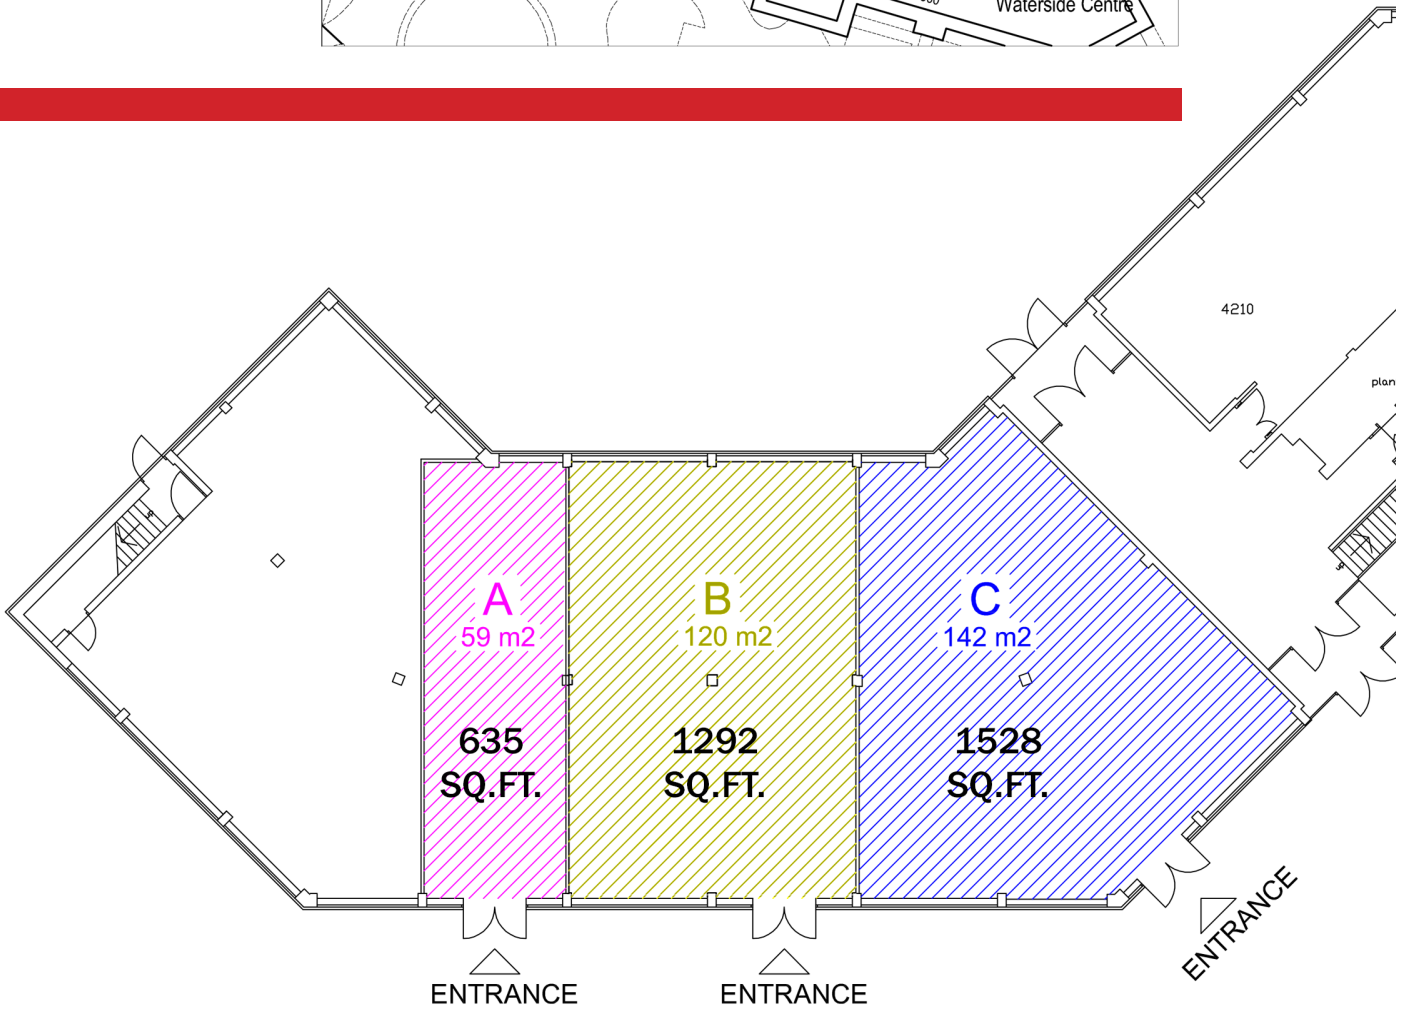 Waterside Centre
4210
plan
A
59 m2
B
120 m2
C
142 m2
635
SQ.FT.
1292
SQ.FT.
1528
SQ.FT.
ENTRANCE
ENTRANCE
ENTRANCE